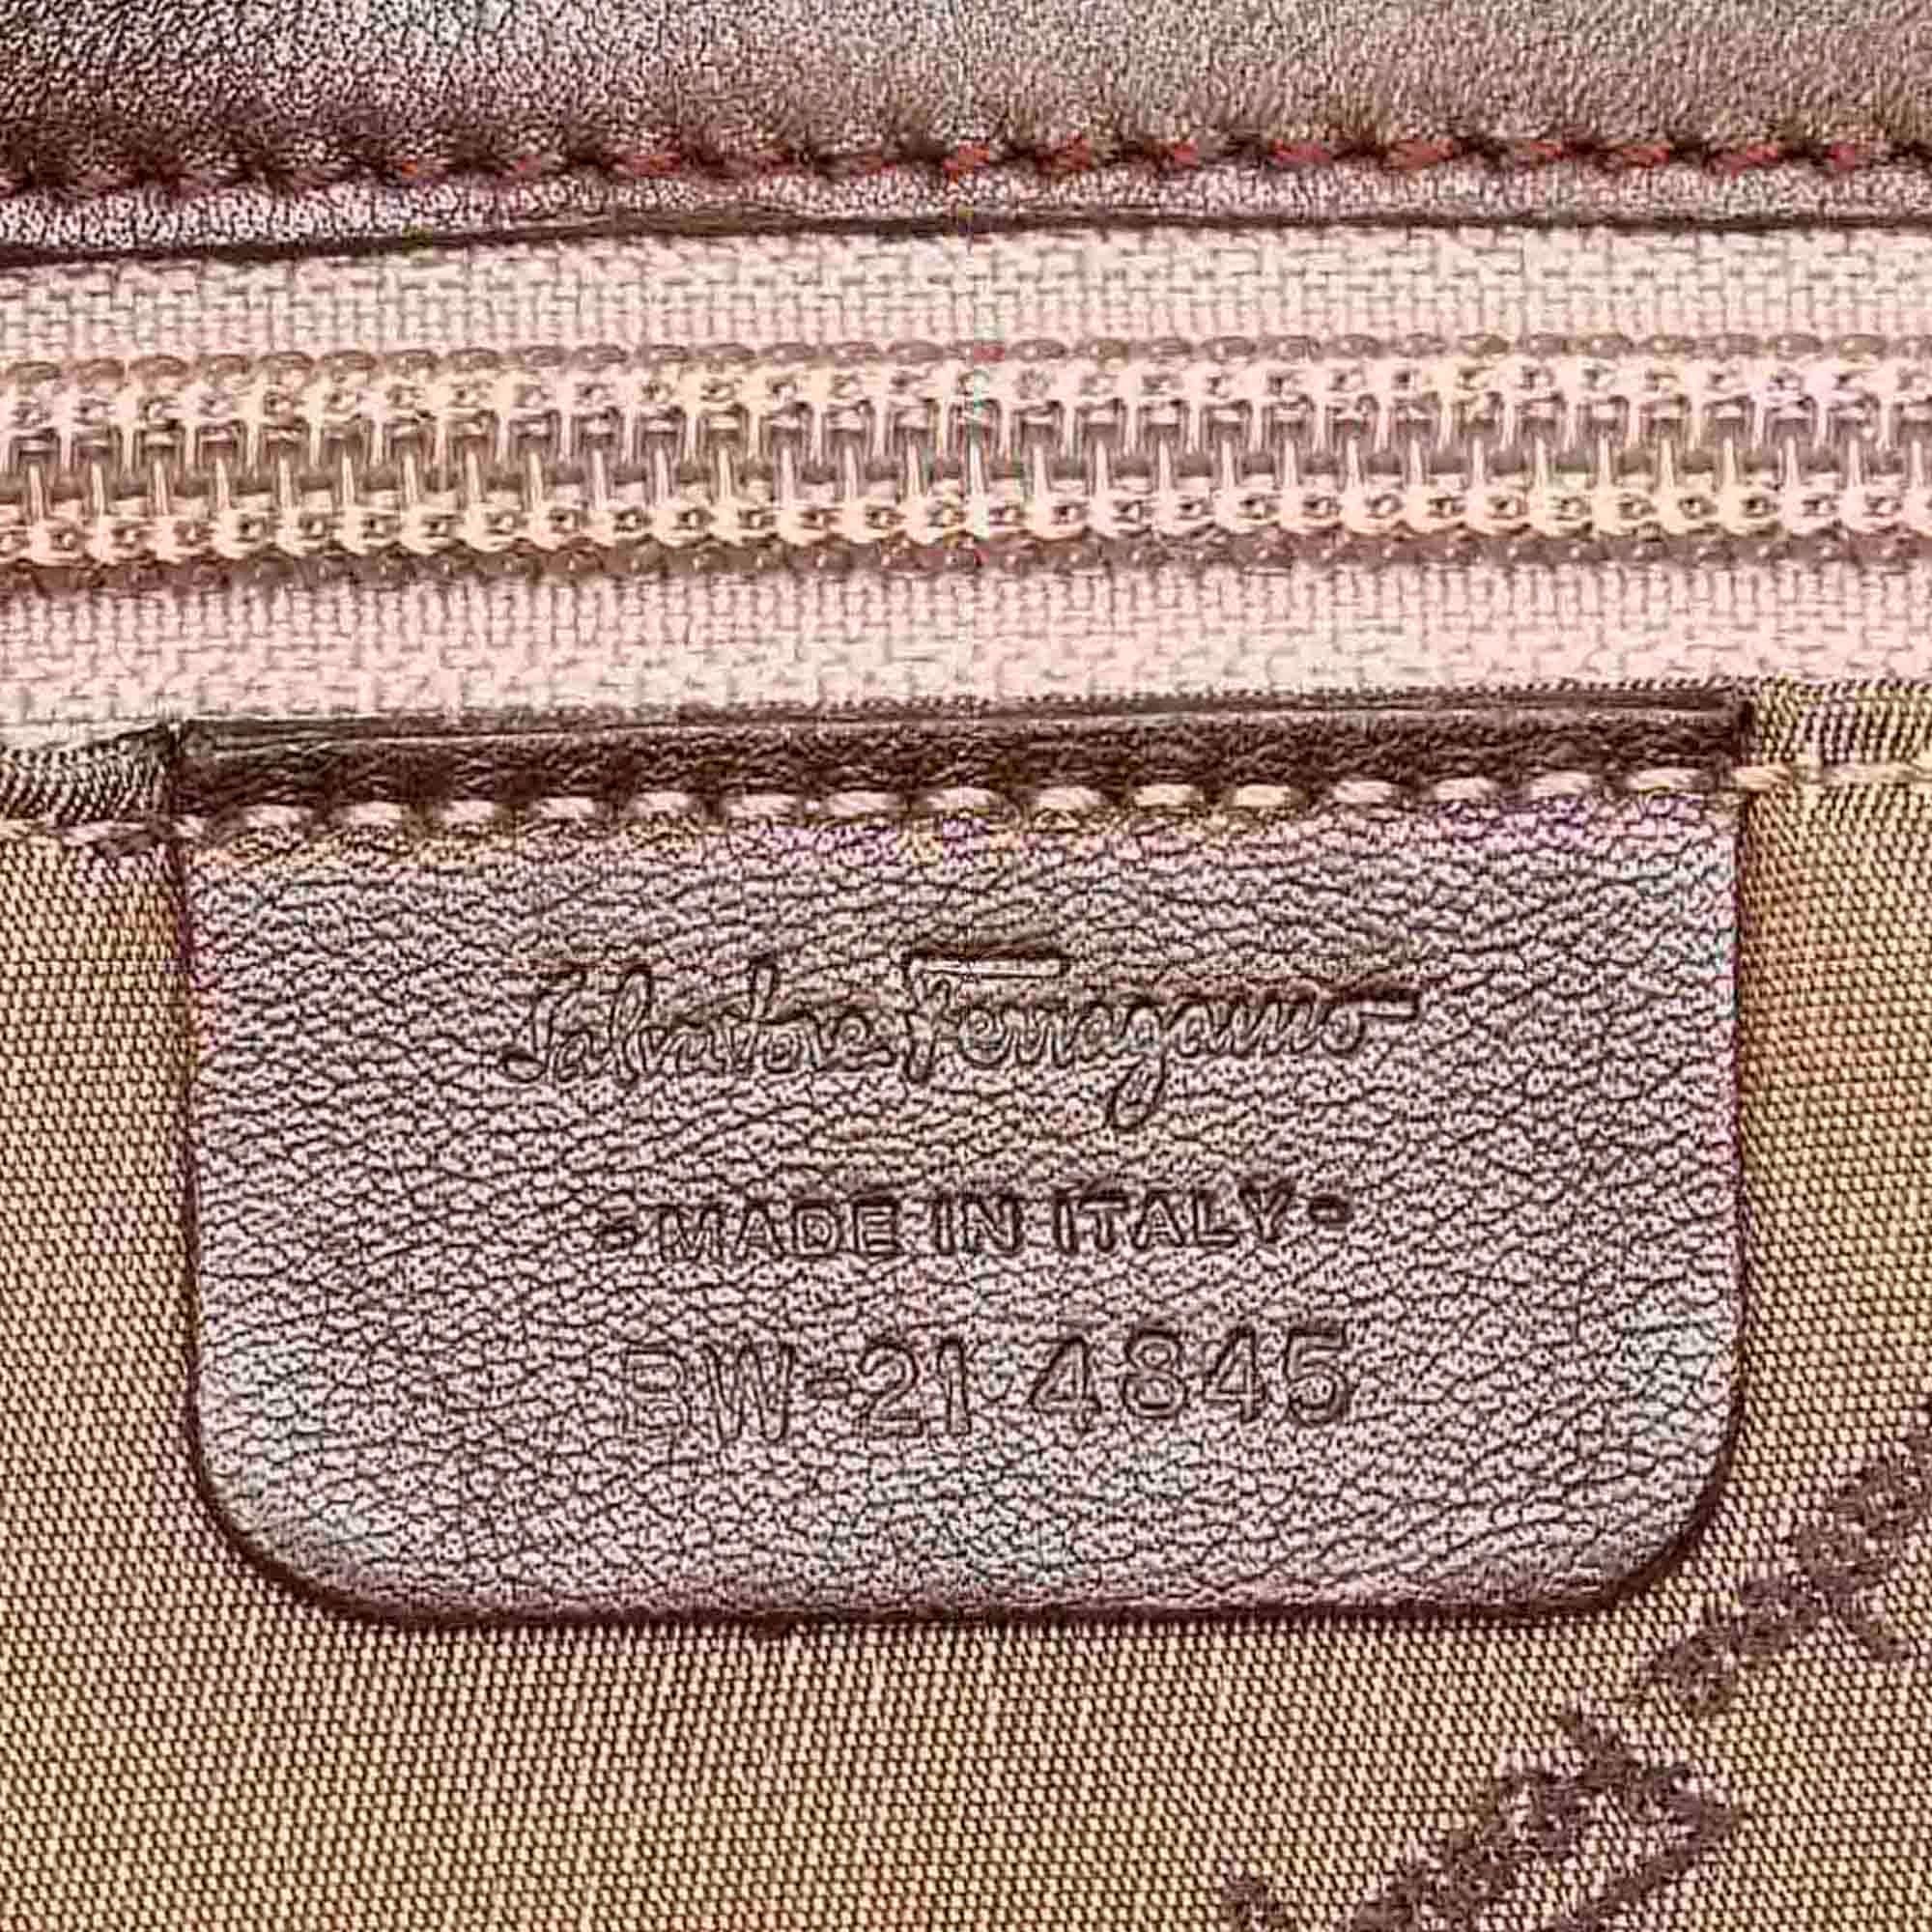 Salvatore Ferragamo
•MADE IN ITALY•
BW-21 4845